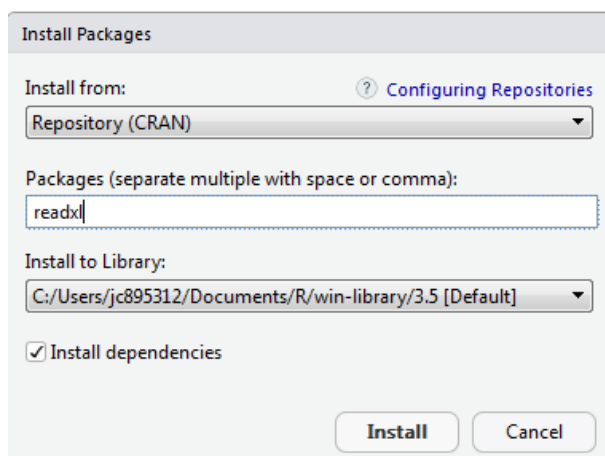 Install Packages
Install from:
? Configuring Repositories
Repository (CRAN)
Packages (separate multiple with space or comma):
readxl
Install to Library:
C:/Users/jc895312/Documents/R/win-library/3.5 [Default]
Install dependencies
Install Cancel